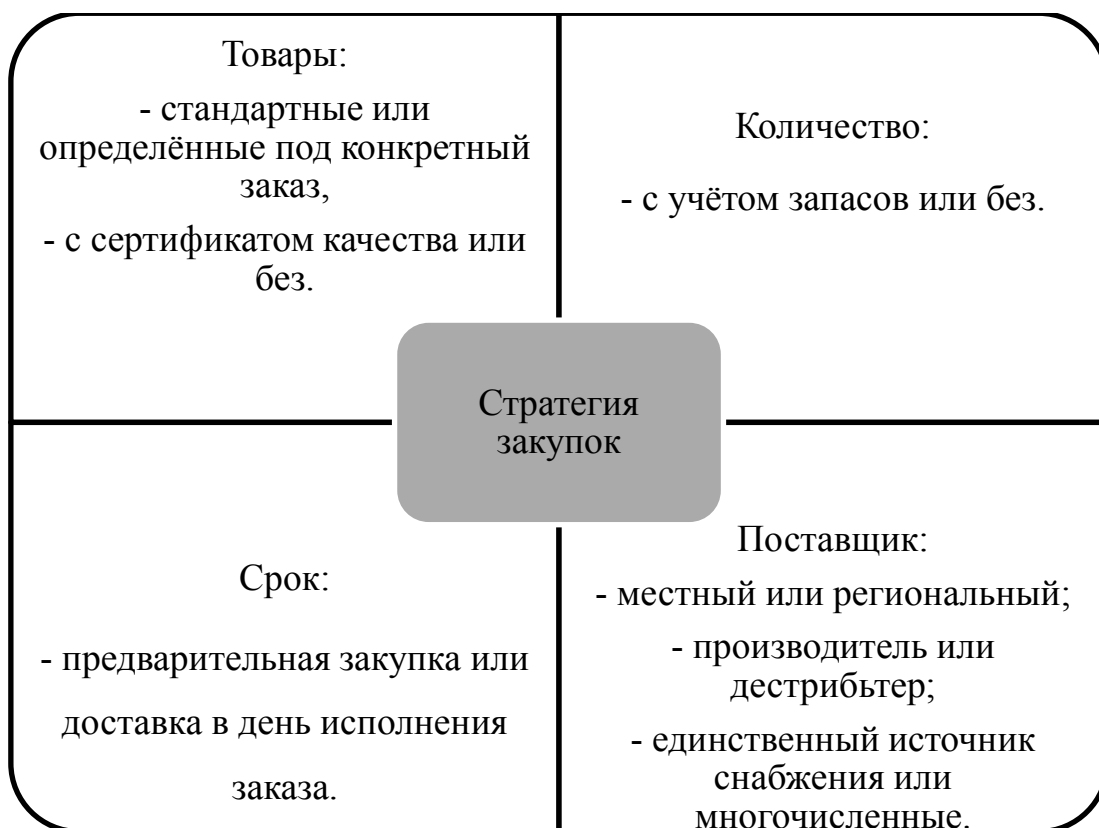 Товары:
- стандартные или
определённые под конкретный
заказ,
- с сертификатом качества или
без.
Количество:
- с учётом запасов или без.
Стратегия
закупок
Срок:
- предварительная закупка или
доставка в день исполнения
заказа.
Поставщик:
- местный или региональный;
- производитель или
дестрибьтер;
- единственный источник
снабжения или
многочисленные.